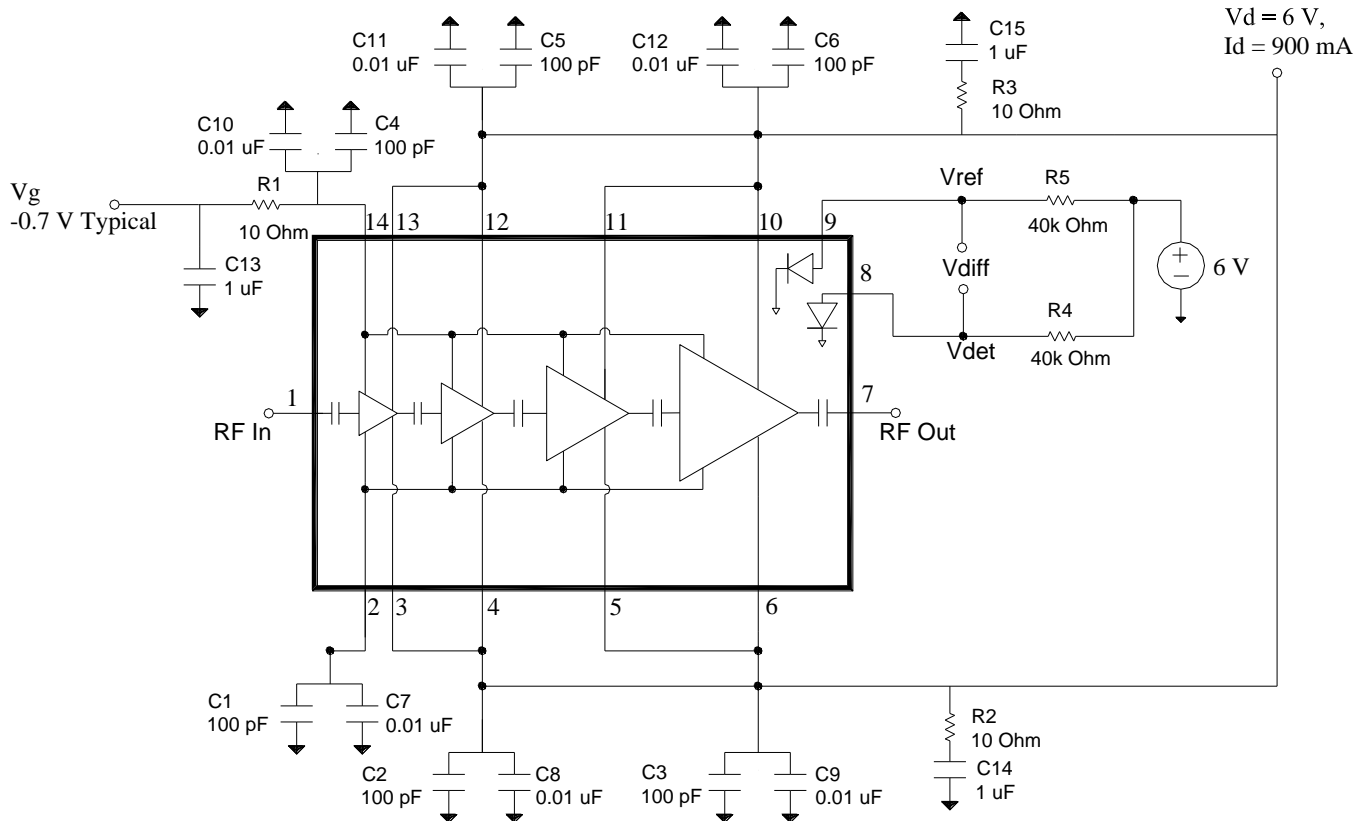 Vd = 6 V,
Id = 900 mA
C11
0.01 uF
C5
100 pF
C12
0.01 uF
C6
100 pF
C15
1 uF
R3
10 Ohm
C10
0.01 uF
C4
100 pF
Vg
-0.7 V Typical
R1
10 Ohm
C13
1 uF
14
13
12
11
10
9
8
Vref
R5
40k Ohm
Vdiff
+
–
6 V
R4
40k Ohm
Vdet
1
RF In
7
RF Out
2
3
4
5
6
C1
100 pF
C7
0.01 uF
C2
100 pF
C8
0.01 uF
C3
100 pF
C9
0.01 uF
R2
10 Ohm
C14
1 uF